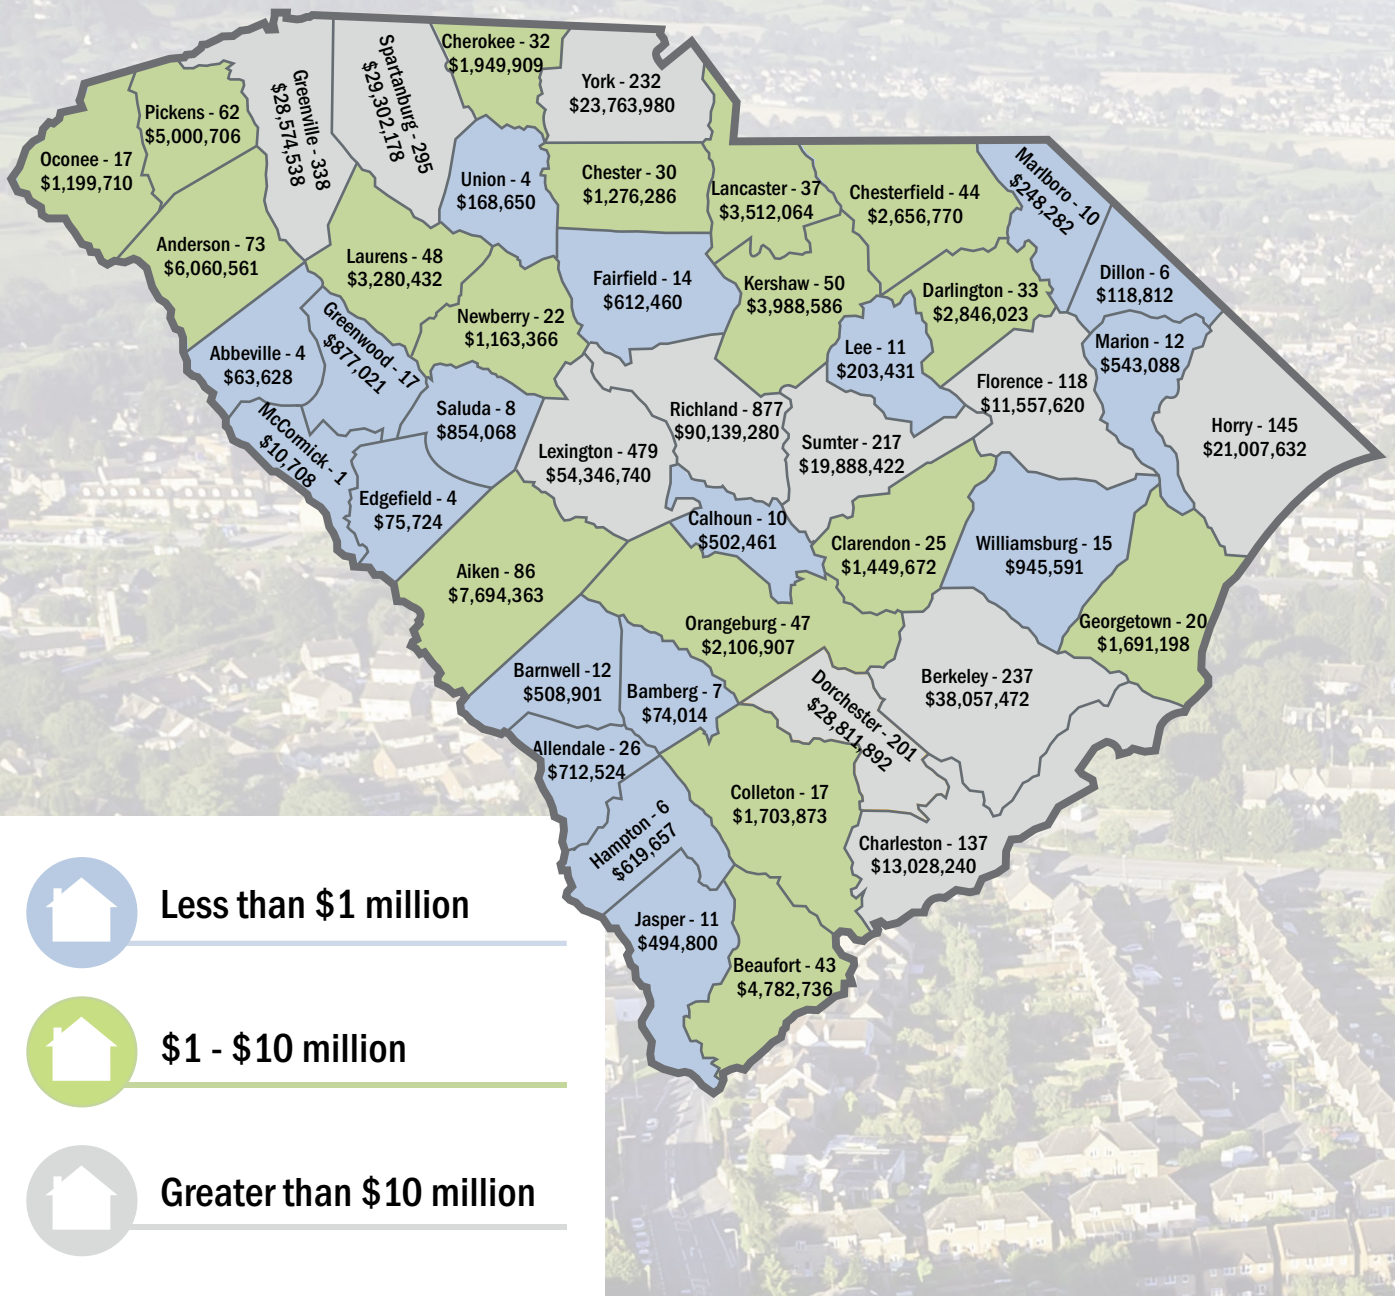 Cherokee - 32
$1,949,909
York - 232
$23,763,980
Spartanburg - 295
$29,302,178
Greenville - 338
$28,574,538
Pickens - 62
$5,000,706
Oconee - 17
$1,199,710
Union - 4
$168,650
Chester - 30
$1,276,286
Lancaster - 37
$3,512,064
Chesterfield - 44
$2,656,770
Marlboro - 10
$248,282
Anderson - 73
$6,060,561
Laurens - 48
$3,280,432
Fairfield - 14
$612,460
Kershaw - 50
$3,988,586
Darlington - 33
$2,846,023
Dillon - 6
$118,812
Newberry - 22
$1,163,366
Abbeville - 4
$63,628
Greenwood - 17
$877,021
Lee - 11
$203,431
Marion - 12
$543,088
Florence - 118
$11,557,620
Saluda - 8
$854,068
McCormick - 1
$10,708
Richland - 877
$90,139,280
Lexington - 479
$54,346,740
Sumter - 217
$19,888,422
Horry - 145
$21,007,632
Edgefield - 4
$75,724
Calhoun - 10
$502,461
Clarendon - 25
$1,449,672
Williamsburg - 15
$945,591
Aiken - 86
$7,694,363
Orangeburg - 47
$2,106,907
Georgetown - 20
$1,691,198
Barnwell -12
$508,901
Bamberg - 7
$74,014
Dorchester - 201
$28,811,892
Berkeley - 237
$38,057,472
Allendale - 26
$712,524
Colleton - 17
$1,703,873
Hampton - 6
$619,657
Charleston - 137
$13,028,240
Jasper - 11
$494,800
Beaufort - 43
$4,782,736
Less than $1 million
$1 - $10 million
Greater than $10 million